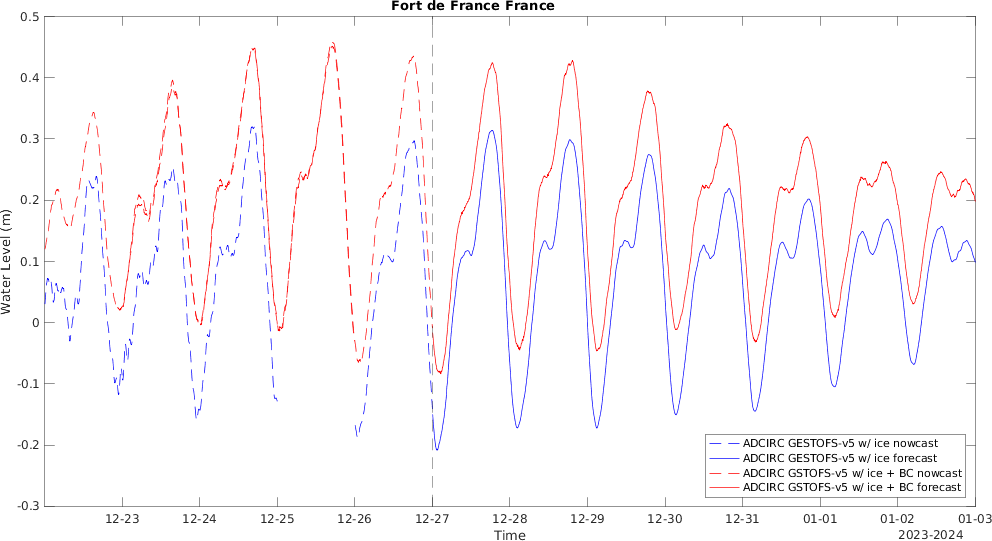 Fort de France France
0.5
0.4
0.3
0.2
0.1
0
-0.1
-0.2
-0.3
Water Level (m)
ADCIRC GESTOFS-v5 w/ ice nowcast
ADCIRC GESTOFS-v5 w/ ice forecast
ADCIRC GSTOFS-v5 w/ ice + BC nowcast
ADCIRC GSTOFS-v5 w/ ice + BC forecast
12-23 12-24 12-25 12-26 12-27 12-28 12-29 12-30 12-31 01-01 01-02 01-03
Time
2023-2024